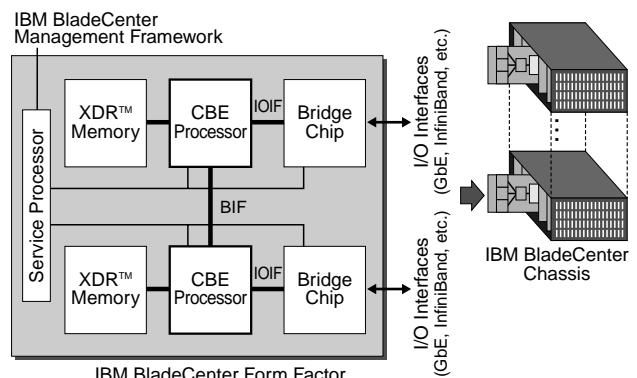 IBM BladeCenter
Management Framework
XDR™
Memory
CBE
Processor
IOIF
Bridge
Chip
I/O Interfaces
(GbE, InfiniBand, etc.)
Service Processor
BIF
XDR™
Memory
CBE
Processor
IOIF
Bridge
Chip
I/O Interfaces
(GbE, InfiniBand, etc.)
IBM BladeCenter
Chassis
IBM BladeCenter Form Factor